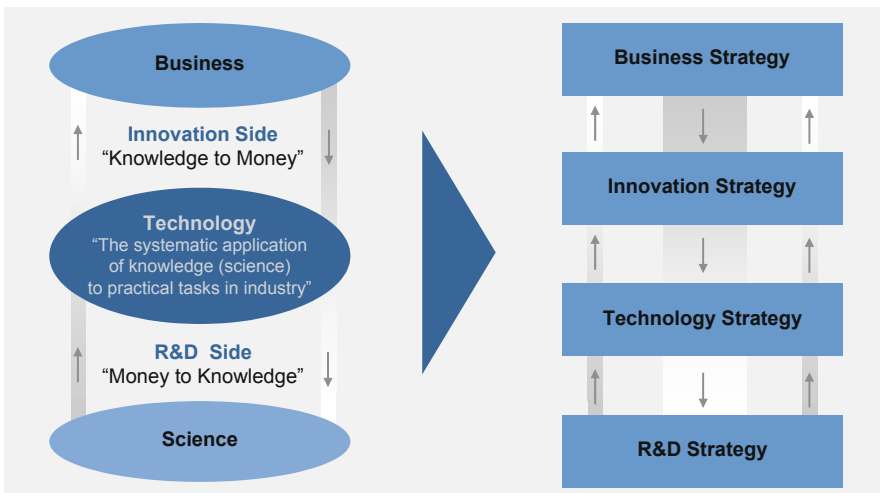 Business
Innovation Side
“Knowledge to Money”
Technology
“The systematic application
of knowledge (science)
to practical tasks in industry”
R&D Side
“Money to Knowledge”
Science
Business Strategy
Innovation Strategy
Technology Strategy
R&D Strategy